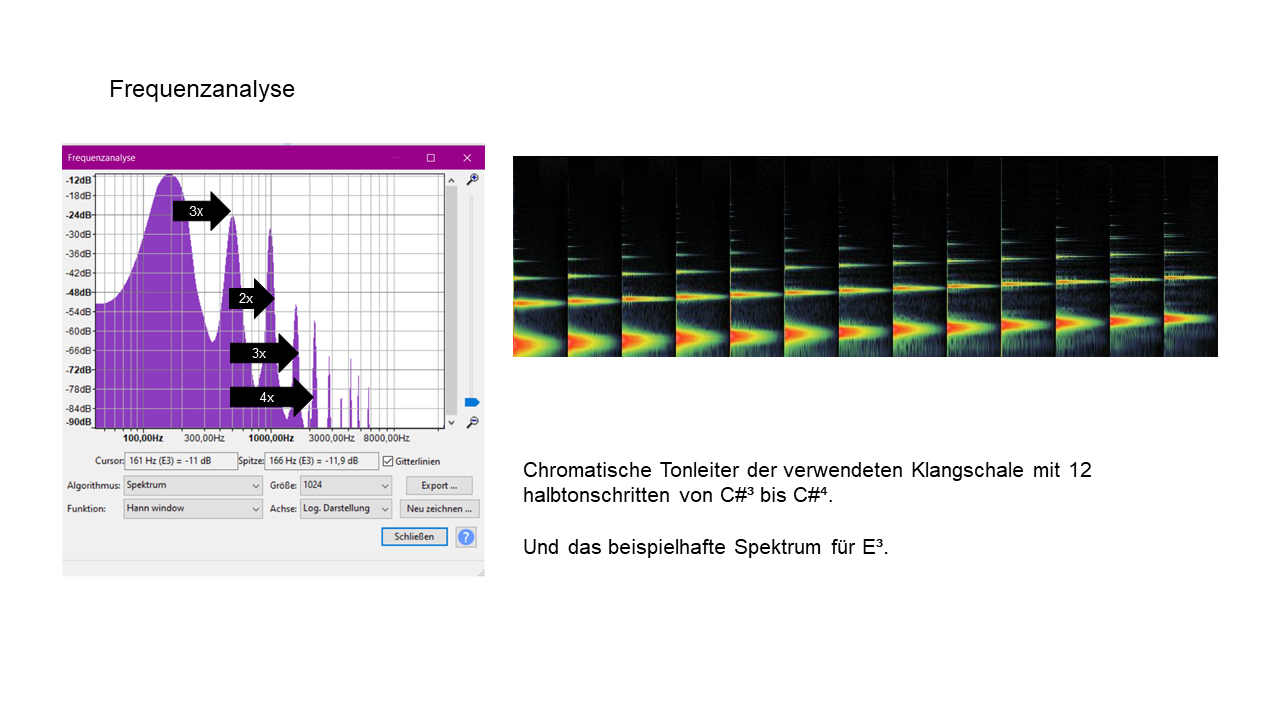 Frequenzanalyse
Frequenzanalyse
-12dB
-18dB
-24dB
-30dB
-36dB
-42dB
-48dB
-54dB
-60dB
-66dB
-72dB
-78dB
-84dB
-90dB
3x
2x
3x
4x
100,00Hz 300,00Hz 1000,00Hz 3000,00Hz 8000,00Hz
Cursor: 161 Hz (E3) = -11 dB Spitze: 166 Hz (E3) = -11,9 dB Gitterlinien
Algorithmus: Spektrum Größe: 1024 Export ...
Funktion: Hann window Achse: Log. Darstellung Neu zeichnen ...
Schließen ?
Chromatische Tonleiter der verwendeten Klangschale mit 12
halbtonschritten von C#³ bis C#⁴.
Und das beispielhafte Spektrum für E³.